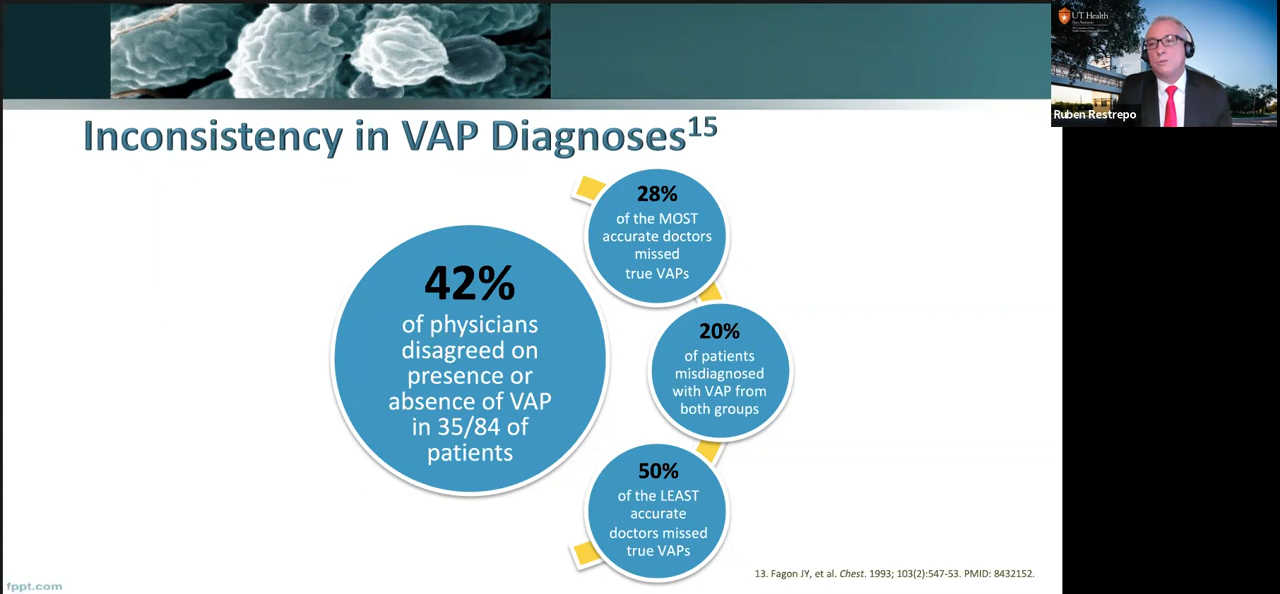 Inconsistency in VAP Diagnoses15
42%
of physicians
disagreed on
presence or
absence of VAP
in 35/84 of
patients
28%
of the MOST
accurate doctors
missed
true VAPs
20%
of patients
misdiagnosed
with VAP from
both groups
50%
of the LEAST
accurate
doctors missed
true VAPs
13. Fagon JY, et al. Chest. 1993; 103(2):547-53. PMID: 8432152.
fppt.com
UT Health
San Antonio
Ruben Restrepo